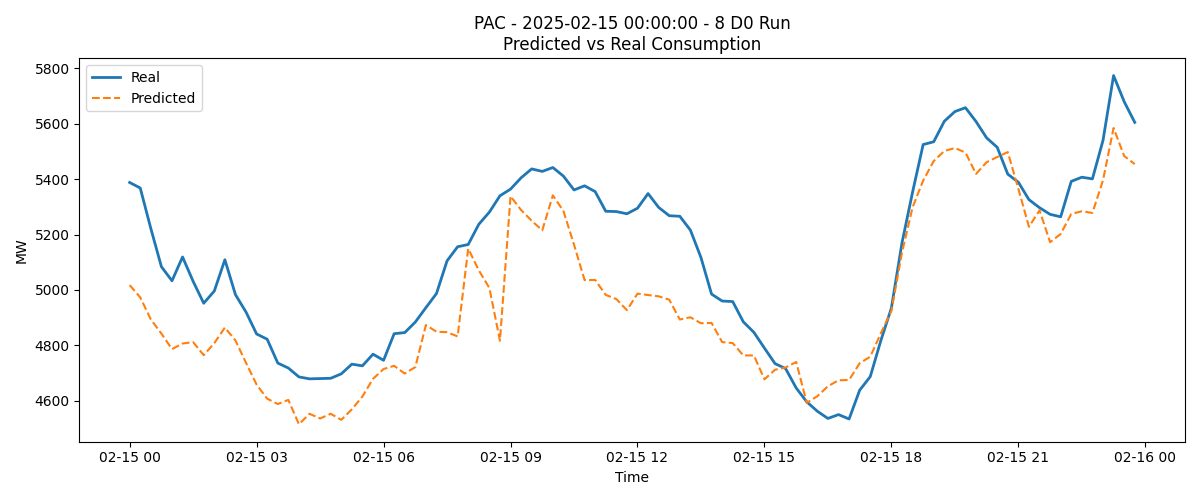 PAC - 2025-02-15 00:00:00 - 8 D0 Run
Predicted vs Real Consumption
Real
Predicted
MW
5800
5600
5400
5200
5000
4800
4600
02-15 00
02-15 03
02-15 06
02-15 09
02-15 12
02-15 15
02-15 18
02-15 21
02-16 00
Time